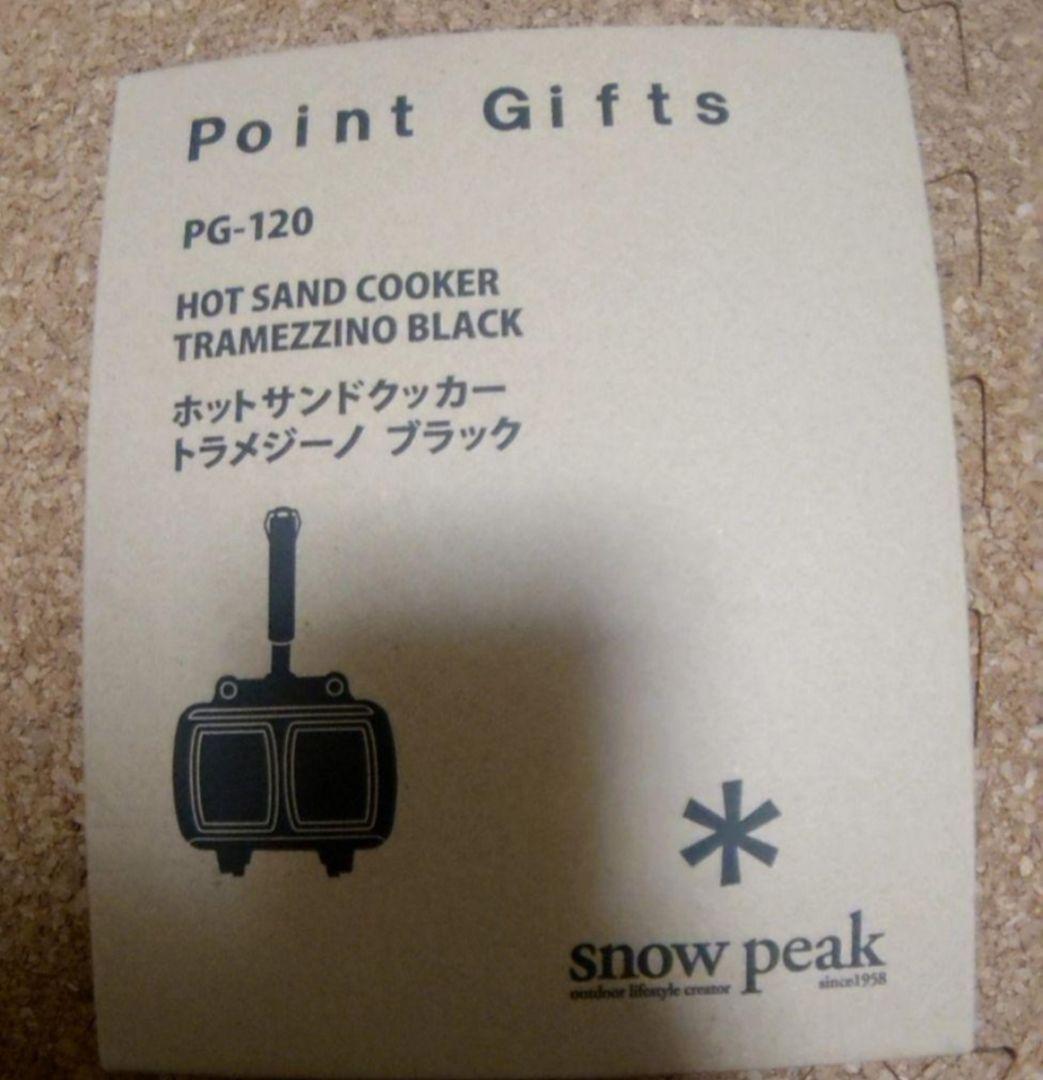 Point Gifts
PG-120
HOT SAND COOKER
TRAMEZZINO BLACK
ホットサンドクッカー
トラメジーノ ブラック
snow peak
outdoor lifestyle creator since1958